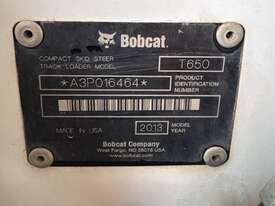 Bobcat.
COMPACT SKID STEER
TRACK LOADER MODEL T650
*A3P016464* PRODUCT IDENTIFICATION NUMBER
MADE IN USA 2013 MODEL YEAR
Bobcat Company
West Fargo, ND 58078 USA
www.bobcat.com